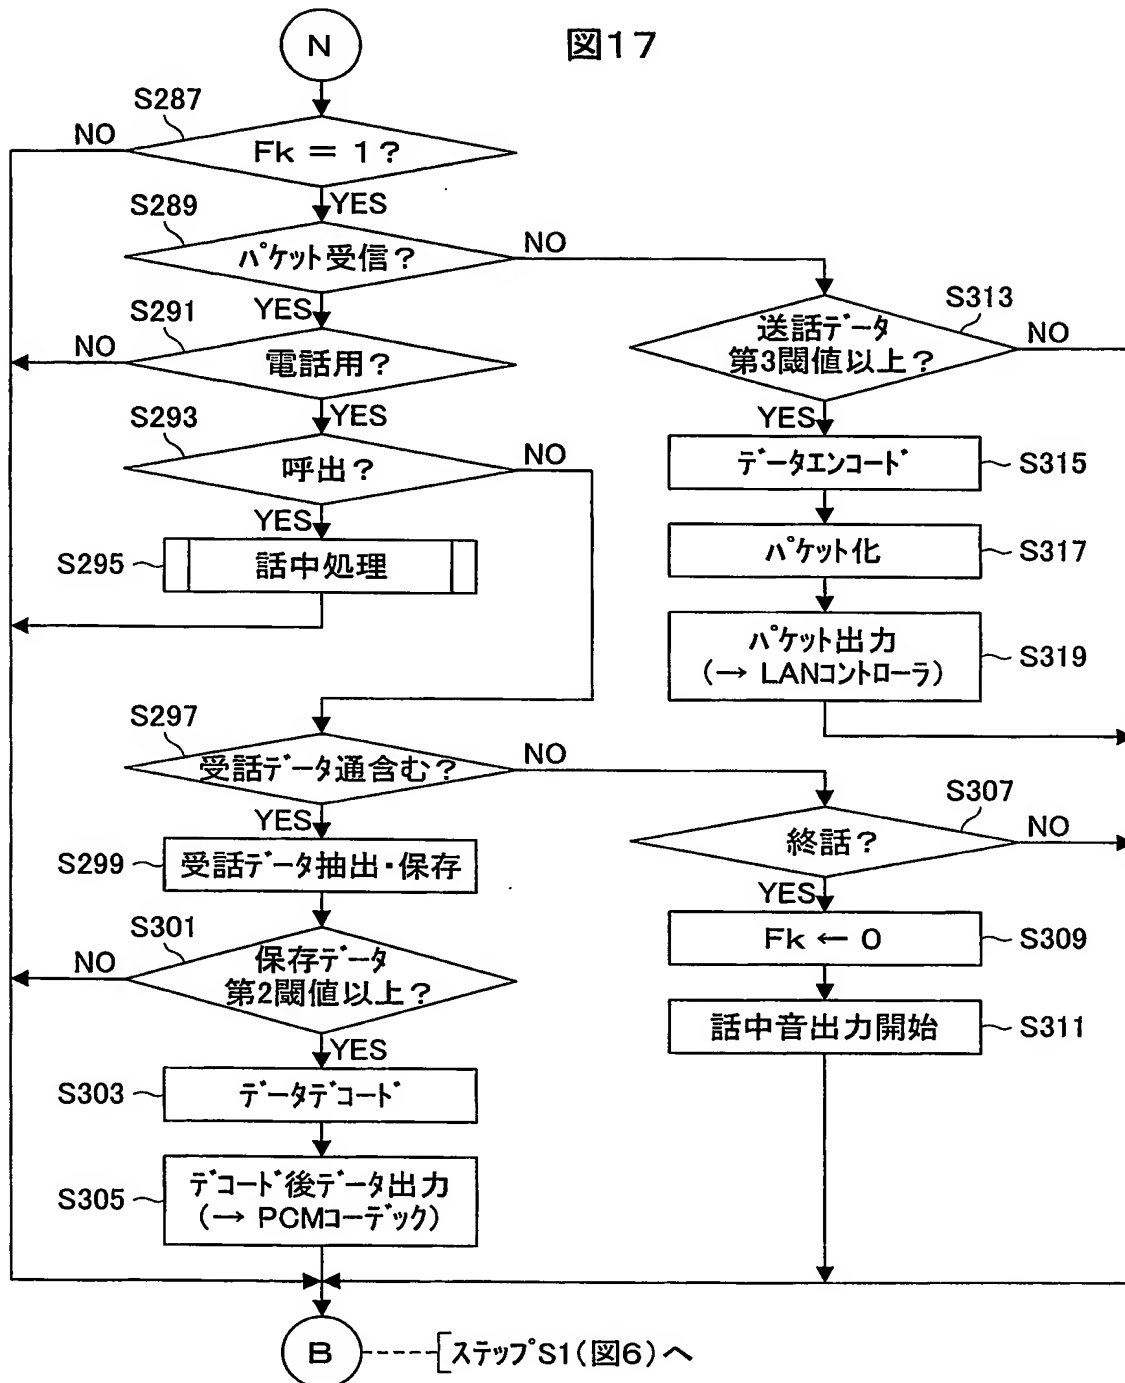 図17
N
S287
NO
Fk = 1?
YES
S289
パケット受信?
NO
YES
S291
NO
電話用?
YES
S293
呼出?
NO
YES
S295
話中処理
S313
送話データ
第3閾値以上?
NO
YES
データエンコード
S315
パケット化
S317
パケット出力
(→ LANコントローラ)
S319
S297
受話データ通含む?
NO
YES
S299
受話データ抽出・保存
S301
NO
保存データ
第2閾値以上?
YES
S303
データデコード
S305
デコード後データ出力
(→ PCMコーデック)
S307
終話?
NO
YES
Fk ← 0
S309
話中音出力開始
S311
B
ステップS1(図6)へ